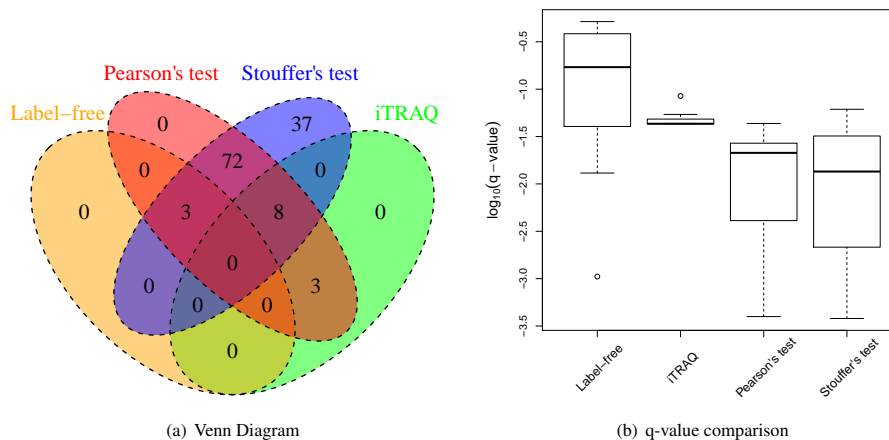 Pearson's test
Stouffer's test
Label–free
iTRAQ
0
37
0
72
0
0
3
8
0
0
0
0
0
3
0
(a) Venn Diagram
log10(q − value)
−0.5
−1.0
−1.5
−2.0
−2.5
−3.0
−3.5
Label–free
iTRAQ
Pearson's test
Stouffer's test
(b) q-value comparison